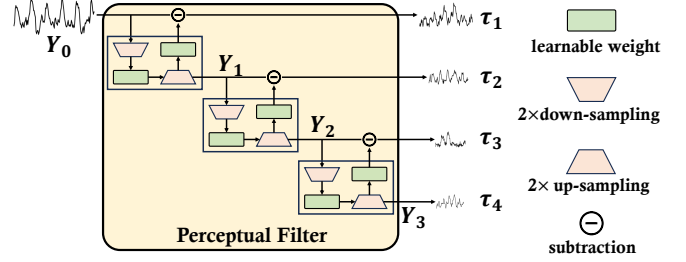 Y₀
Y₁
Y₂
Y₃
Perceptual Filter
τ₁
τ₂
τ₃
τ₄
learnable weight
2×down-sampling
2× up-sampling
subtraction